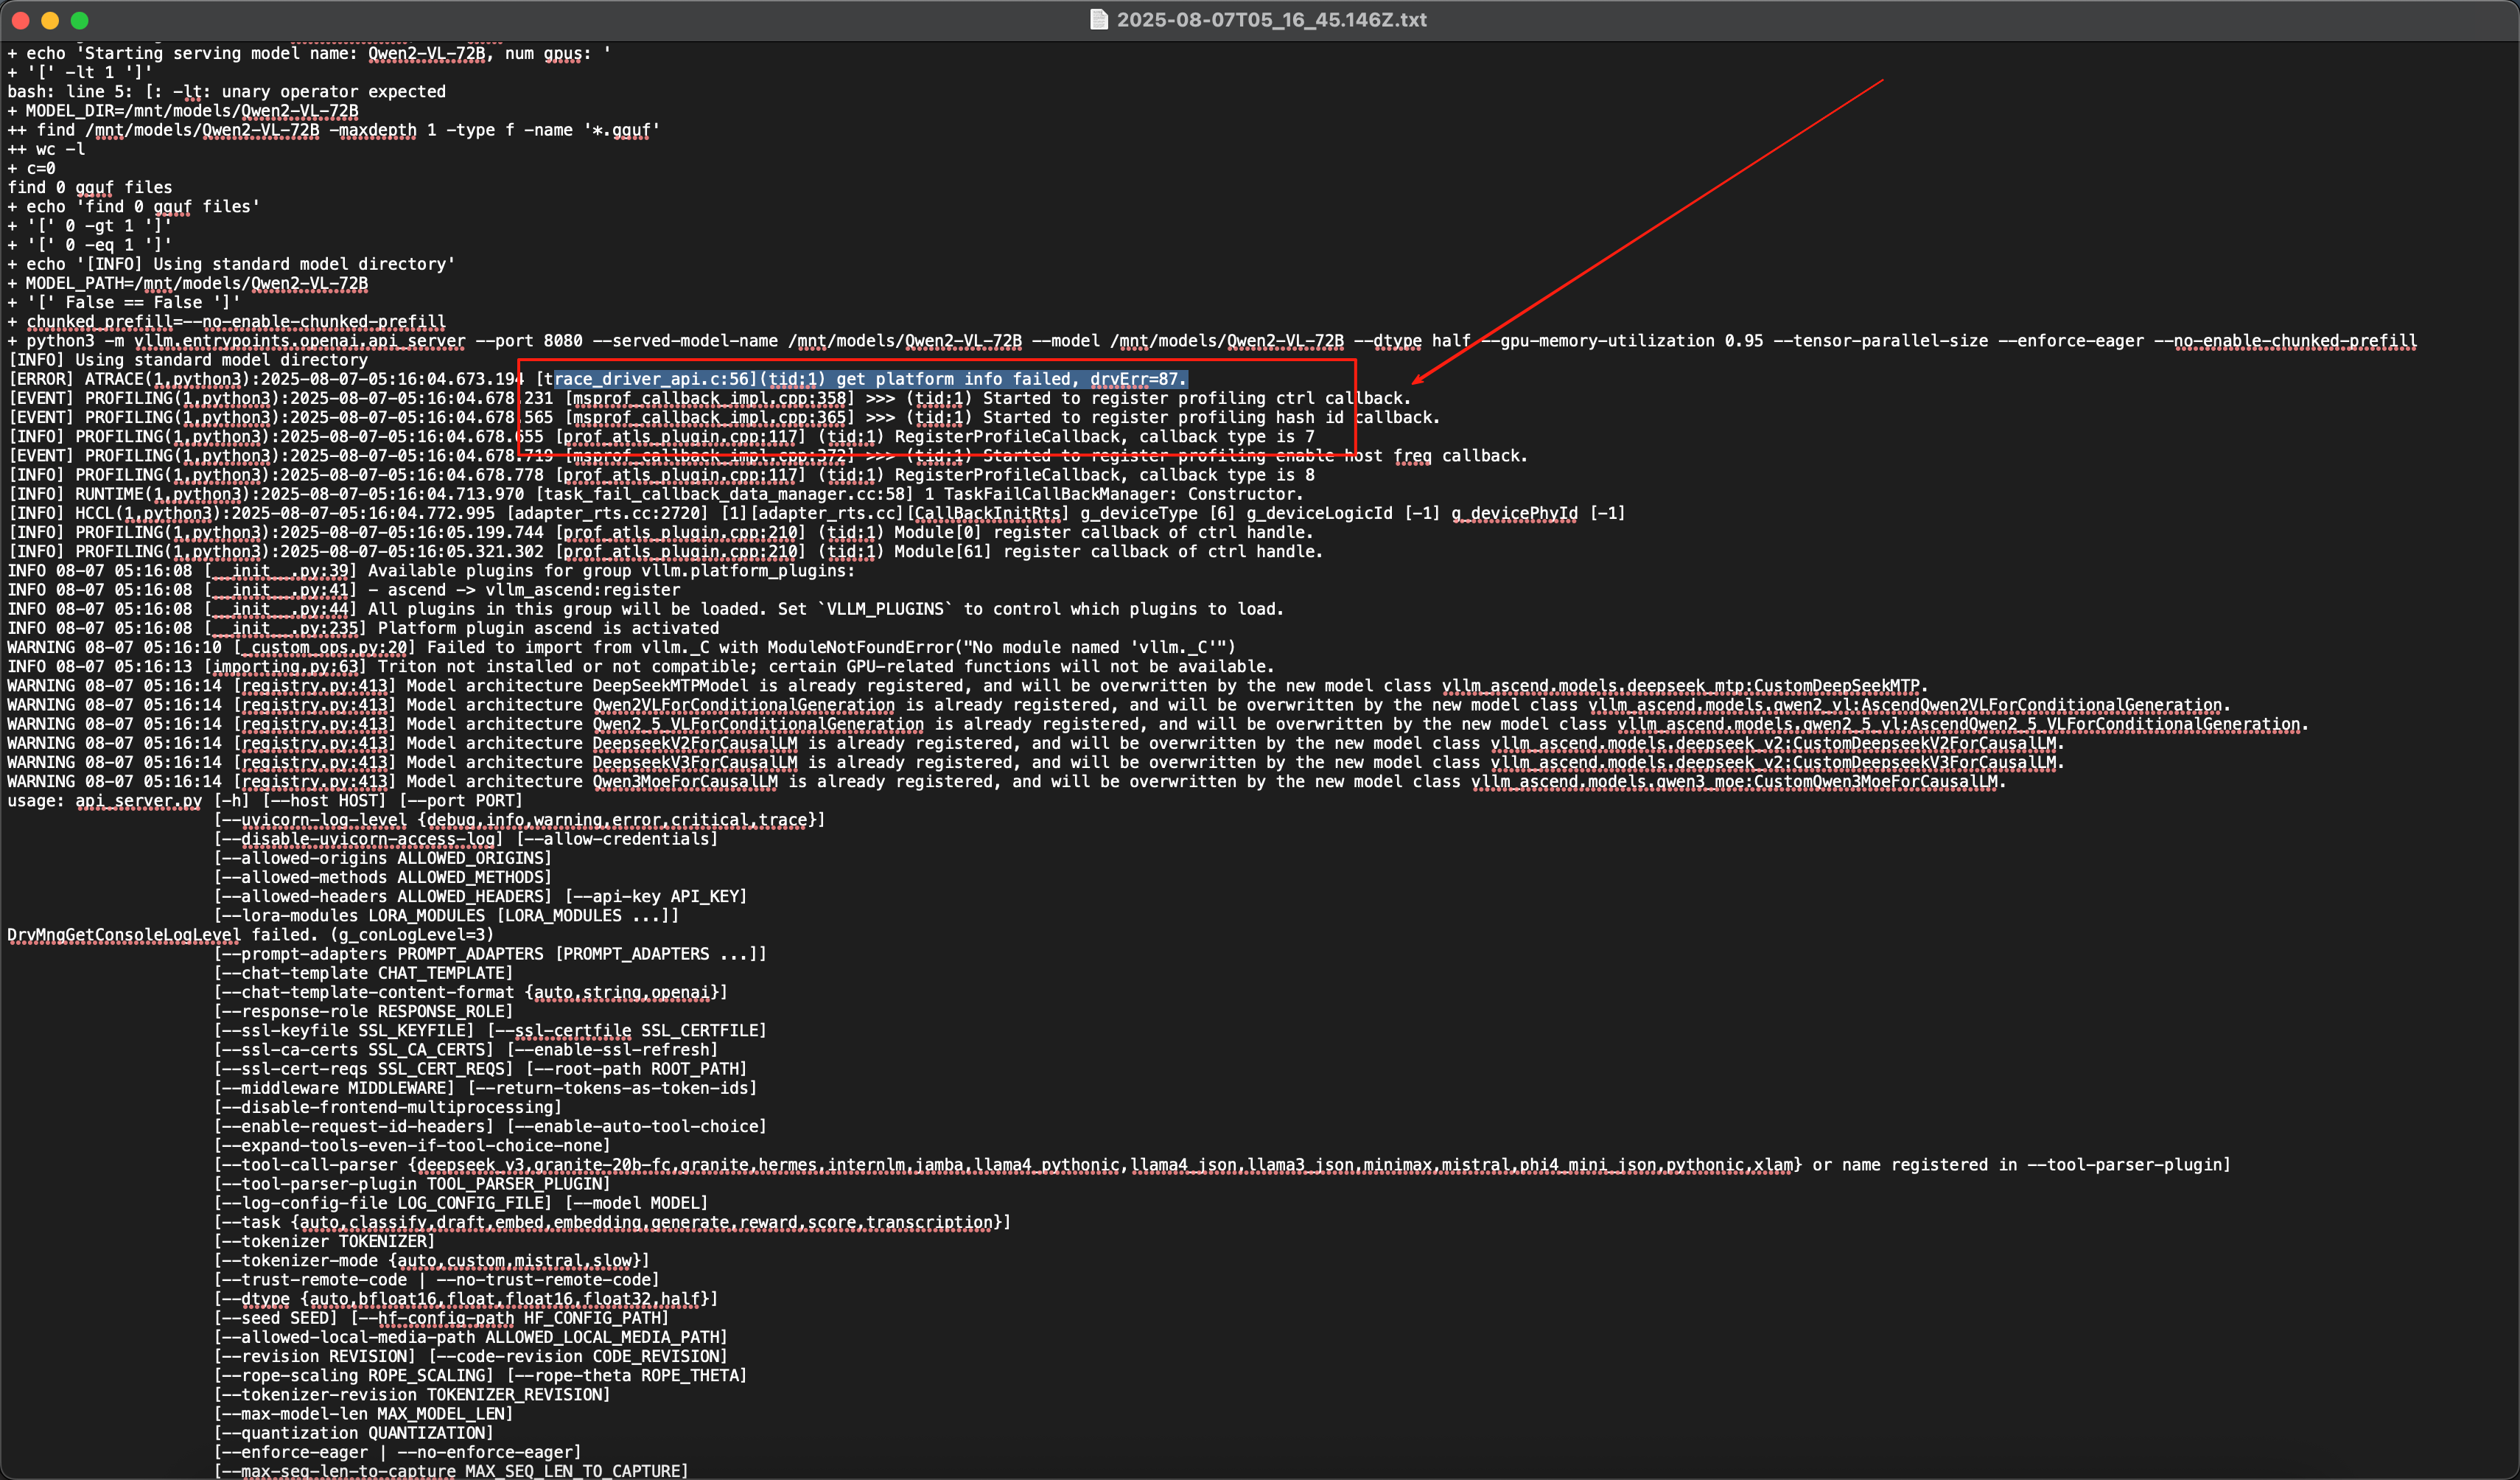 2025-08-07T05_16_45.146Z.txt
+ echo 'Starting serving model name: Qwen2-VL-72B, num gpus: '
+ '[' -lt 1 ']'
bash: line 5: [: -lt: unary operator expected
+ MODEL_DIR=/mnt/models/Qwen2-VL-72B
++ find /mnt/models/Qwen2-VL-72B -maxdepth 1 -type f -name '*.gguf'
++ wc -l
+ c=0
find 0 gguf files
+ echo 'find 0 gguf files'
+ '[' 0 -gt 1 ']'
+ '[' 0 -eq 1 ']'
+ echo '[INFO] Using standard model directory'
+ MODEL_PATH=/mnt/models/Qwen2-VL-72B
+ '[' False == False ']'
+ chunked_prefill=--no-enable-chunked-prefill
+ python3 -m vllm.entrypoints.openai.api_server --port 8080 --served-model-name /mnt/models/Qwen2-VL-72B --model /mnt/models/Qwen2-VL-72B --dtype half --gpu-memory-utilization 0.95 --tensor-parallel-size --enforce-eager --no-enable-chunked-prefill
[INFO] Using standard model directory
[ERROR] ATRACE(1,python3):2025-08-07-05:16:04.673.194 [trace_driver_api.c:56](tid:1) get platform info failed, drvErr=87.
[EVENT] PROFILING(1,python3):2025-08-07-05:16:04.678.231 [msprof_callback_impl.cpp:358] >>> (tid:1) Started to register profiling ctrl callback.
[EVENT] PROFILING(1,python3):2025-08-07-05:16:04.678.565 [msprof_callback_impl.cpp:365] >>> (tid:1) Started to register profiling hash id callback.
[INFO] PROFILING(1,python3):2025-08-07-05:16:04.678.655 [prof_atls_plugin.cpp:117] (tid:1) RegisterProfileCallback, callback type is 7
[EVENT] PROFILING(1,python3):2025-08-07-05:16:04.678.719 [msprof_callback_impl.cpp:372] >>> (tid:1) Started to register profiling enable host freq callback.
[INFO] PROFILING(1,python3):2025-08-07-05:16:04.678.778 [prof_atls_plugin.cpp:117] (tid:1) RegisterProfileCallback, callback type is 8
[INFO] RUNTIME(1,python3):2025-08-07-05:16:04.713.970 [task_fail_callback_data_manager.cc:58] 1 TaskFailCallBackManager: Constructor.
[INFO] HCCL(1,python3):2025-08-07-05:16:04.772.995 [adapter_rts.cc:2720] [1][adapter_rts.cc][CallBackInitRts] g_deviceType [6] g_deviceLogicId [-1] g_devicePhyId [-1]
[INFO] PROFILING(1,python3):2025-08-07-05:16:05.199.744 [prof_atls_plugin.cpp:210] (tid:1) Module[0] register callback of ctrl handle.
[INFO] PROFILING(1,python3):2025-08-07-05:16:05.321.302 [prof_atls_plugin.cpp:210] (tid:1) Module[61] register callback of ctrl handle.
INFO 08-07 05:16:08 [__init__.py:39] Available plugins for group vllm.platform_plugins:
INFO 08-07 05:16:08 [__init__.py:41] - ascend -> vllm_ascend:register
INFO 08-07 05:16:08 [__init__.py:44] All plugins in this group will be loaded. Set `VLLM_PLUGINS` to control which plugins to load.
INFO 08-07 05:16:08 [__init__.py:235] Platform plugin ascend is activated
WARNING 08-07 05:16:10 [_custom_ops.py:20] Failed to import from vllm._C with ModuleNotFoundError("No module named 'vllm._C'")
INFO 08-07 05:16:13 [importing.py:63] Triton not installed or not compatible; certain GPU-related functions will not be available.
WARNING 08-07 05:16:14 [registry.py:413] Model architecture DeepSeekMTPModel is already registered, and will be overwritten by the new model class vllm_ascend.models.deepseek_mtp:CustomDeepSeekMTP.
WARNING 08-07 05:16:14 [registry.py:413] Model architecture Qwen2VLForConditionalGeneration is already registered, and will be overwritten by the new model class vllm_ascend.models.qwen2_vl:AscendQwen2VLForConditionalGeneration.
WARNING 08-07 05:16:14 [registry.py:413] Model architecture Qwen2_5_VLForConditionalGeneration is already registered, and will be overwritten by the new model class vllm_ascend.models.qwen2_5_vl:AscendQwen2_5_VLForConditionalGeneration.
WARNING 08-07 05:16:14 [registry.py:413] Model architecture DeepseekV2ForCausalLM is already registered, and will be overwritten by the new model class vllm_ascend.models.deepseek_v2:CustomDeepseekV2ForCausalLM.
WARNING 08-07 05:16:14 [registry.py:413] Model architecture DeepseekV3ForCausalLM is already registered, and will be overwritten by the new model class vllm_ascend.models.deepseek_v2:CustomDeepseekV3ForCausalLM.
WARNING 08-07 05:16:14 [registry.py:413] Model architecture Qwen3MoeForCausalLM is already registered, and will be overwritten by the new model class vllm_ascend.models.qwen3_moe:CustomQwen3MoeForCausalLM.
usage: api_server.py [-h] [--host HOST] [--port PORT]
[--uvicorn-log-level {debug,info,warning,error,critical,trace}]
[--disable-uvicorn-access-log] [--allow-credentials]
[--allowed-origins ALLOWED_ORIGINS]
[--allowed-methods ALLOWED_METHODS]
[--allowed-headers ALLOWED_HEADERS] [--api-key API_KEY]
[--lora-modules LORA_MODULES [LORA_MODULES ...]]
DrvMngGetConsoleLogLevel failed. (g_conLogLevel=3)
[--prompt-adapters PROMPT_ADAPTERS [PROMPT_ADAPTERS ...]]
[--chat-template CHAT_TEMPLATE]
[--chat-template-content-format {auto,string,openai}]
[--response-role RESPONSE_ROLE]
[--ssl-keyfile SSL_KEYFILE] [--ssl-certfile SSL_CERTFILE]
[--ssl-ca-certs SSL_CA_CERTS] [--enable-ssl-refresh]
[--ssl-cert-reqs SSL_CERT_REQS] [--root-path ROOT_PATH]
[--middleware MIDDLEWARE] [--return-tokens-as-token-ids]
[--disable-frontend-multiprocessing]
[--enable-request-id-headers] [--enable-auto-tool-choice]
[--expand-tools-even-if-tool-choice-none]
[--tool-call-parser {deepseek_v3,granite-20b-fc,granite,hermes,internlm,jamba,llama4_pythonic,llama4_json,llama3_json,minimax,mistral,phi4_mini_json,pythonic,xlam} or name registered in --tool-parser-plugin]
[--tool-parser-plugin TOOL_PARSER_PLUGIN]
[--log-config-file LOG_CONFIG_FILE] [--model MODEL]
[--task {auto,classify,draft,embed,embedding,generate,reward,score,transcription}]
[--tokenizer TOKENIZER]
[--tokenizer-mode {auto,custom,mistral,slow}]
[--trust-remote-code | --no-trust-remote-code]
[--dtype {auto,bfloat16,float,float16,float32,half}]
[--seed SEED] [--hf-config-path HF_CONFIG_PATH]
[--allowed-local-media-path ALLOWED_LOCAL_MEDIA_PATH]
[--revision REVISION] [--code-revision CODE_REVISION]
[--rope-scaling ROPE_SCALING] [--rope-theta ROPE_THETA]
[--tokenizer-revision TOKENIZER_REVISION]
[--max-model-len MAX_MODEL_LEN]
[--quantization QUANTIZATION]
[--enforce-eager | --no-enforce-eager]
[--max-seq-len-to-capture MAX_SEQ_LEN_TO_CAPTURE]